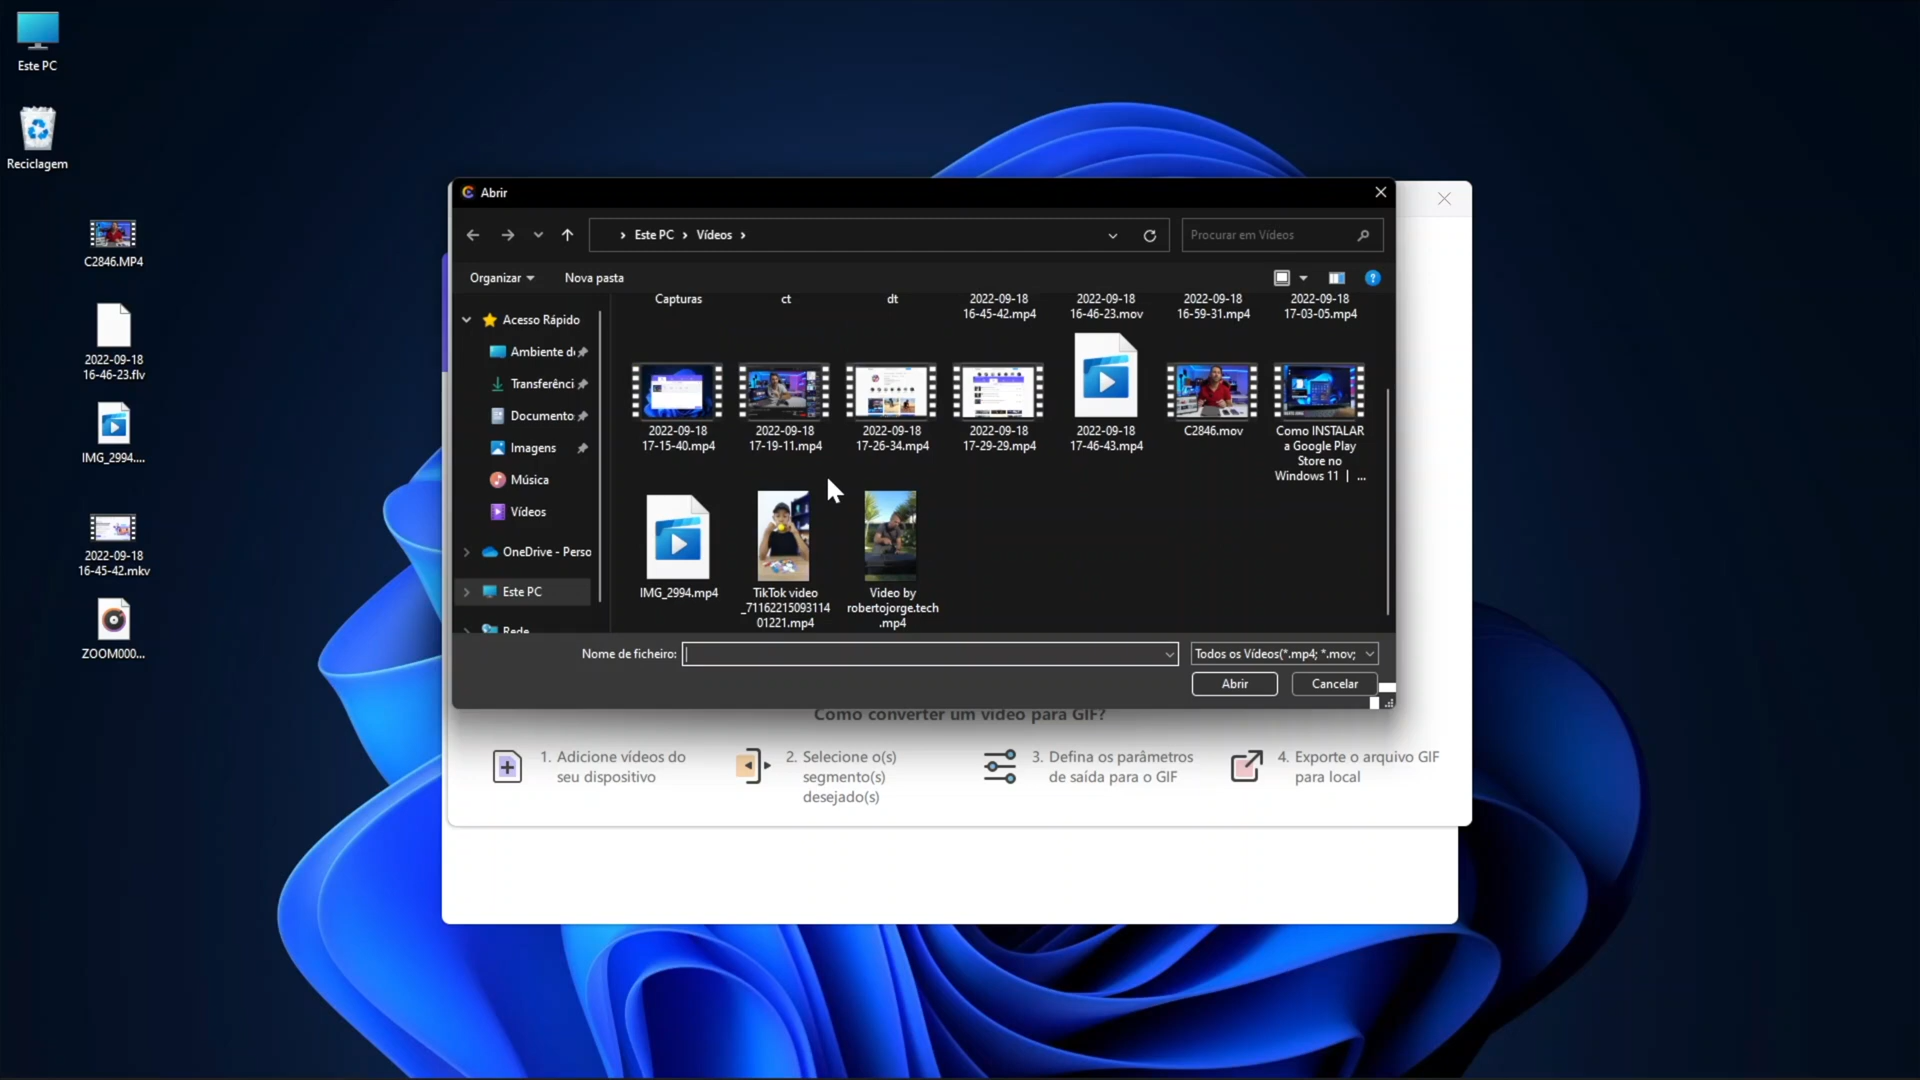 Este PC
Reciclagem
C2846.MP4
2022-09-18
16-46-23.flv
IMG_2994....
2022-09-18
16-45-42.mkv
ZOOM000...
Abrir
Este PC
Vídeos
Procurar em Vídeos
Organizar
Nova pasta
Acesso Rápido
Ambiente d
Transferênci
Documento
Imagens
Música
Vídeos
OneDrive - Perso
Este PC
Rede
Capturas
ct
dt
2022-09-18
16-45-42.mp4
2022-09-18
16-46-23.mov
2022-09-18
16-59-31.mp4
2022-09-18
17-03-05.mp4
2022-09-18
17-15-40.mp4
2022-09-18
17-19-11.mp4
2022-09-18
17-26-34.mp4
2022-09-18
17-29-29.mp4
2022-09-18
17-46-43.mp4
C2846.mov
Como INSTALAR
a Google Play
Store no
Windows 11 | ...
IMG_2994.mp4
TikTok video
_71162215093114
01221.mp4
Video by
robertojorge.tech
.mp4
Nome de ficheiro:
Todos os Vídeos(*.mp4; *.mov;
Abrir
Cancelar
Como converter um vídeo para GIF?
1. Adicione vídeos do
seu dispositivo
2. Selecione o(s)
segmento(s)
desejado(s)
3. Defina os parâmetros
de saída para o GIF
4. Exporte o arquivo GIF
para local